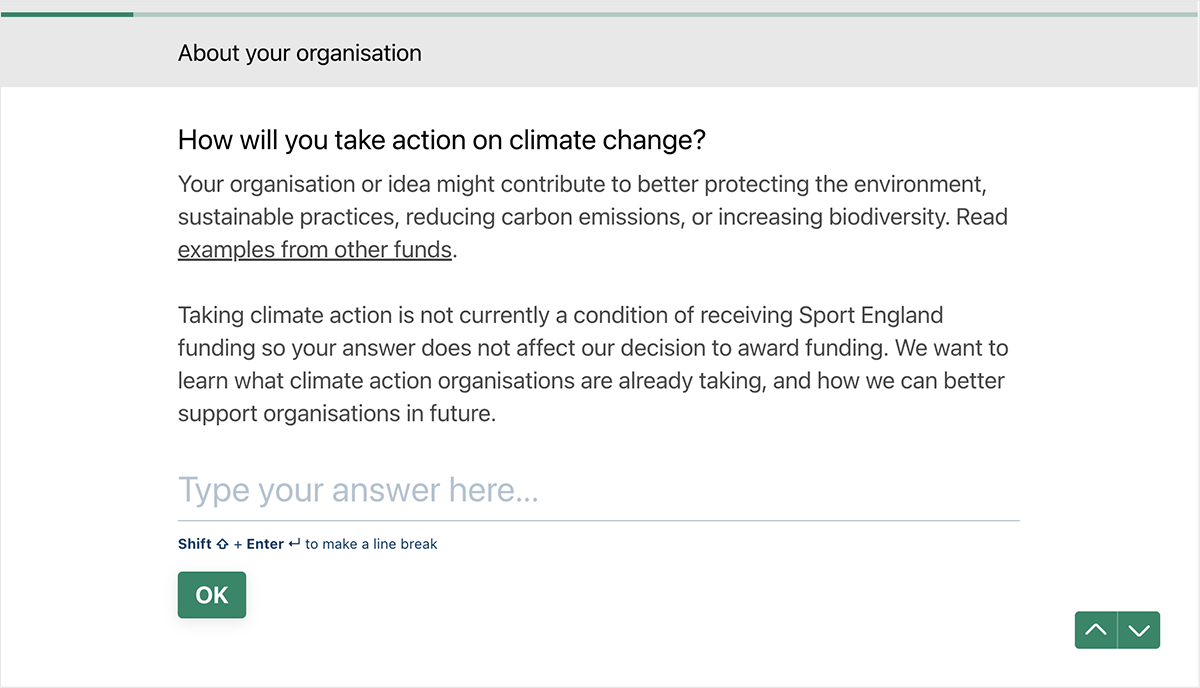 About your organisation
How will you take action on climate change?
Your organisation or idea might contribute to better protecting the environment,
sustainable practices, reducing carbon emissions, or increasing biodiversity. Read
examples from other funds.
Taking climate action is not currently a condition of receiving Sport England
funding so your answer does not affect our decision to award funding. We want to
learn what climate action organisations are already taking, and how we can better
support organisations in future.
Type your answer here...
Shift ⇧ + Enter ↵ to make a line break
OK